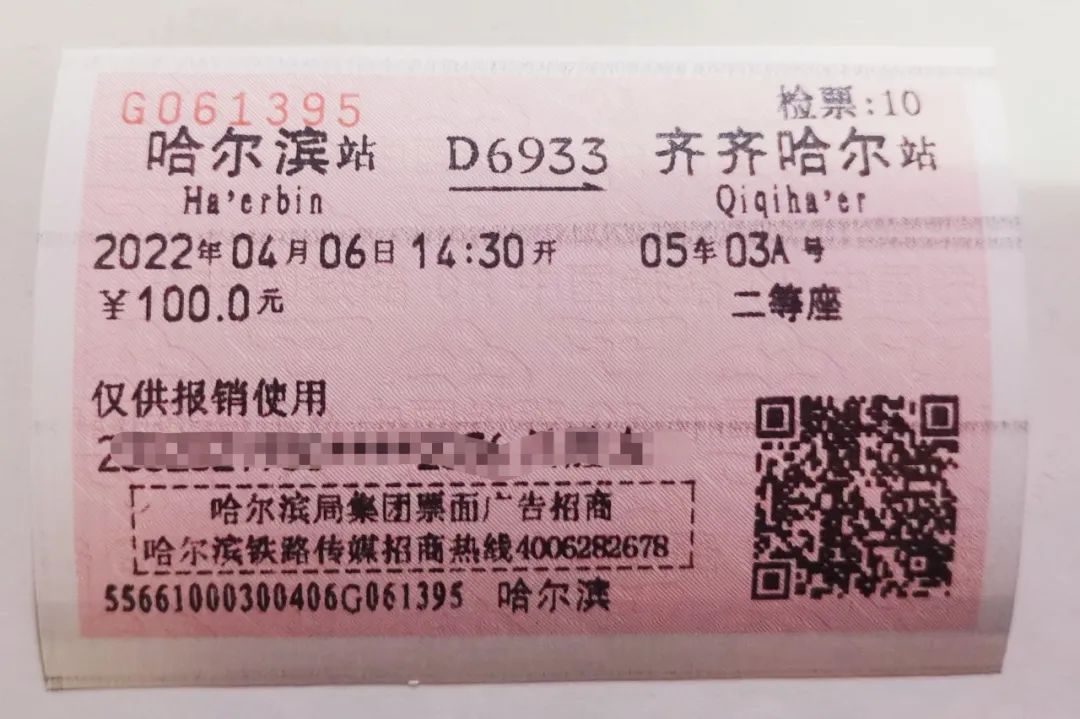 G061395
检票:10
哈尔滨站 D6933 齐齐哈尔站
Ha'erbin Qiqiha'er
2022年04月06日14:30开 05车03A号
￥100.0元 二等座
仅供报销使用
哈尔滨局集团票面广告招商
哈尔滨铁路传媒招商热线4006282678
55661000300406G061395 哈尔滨